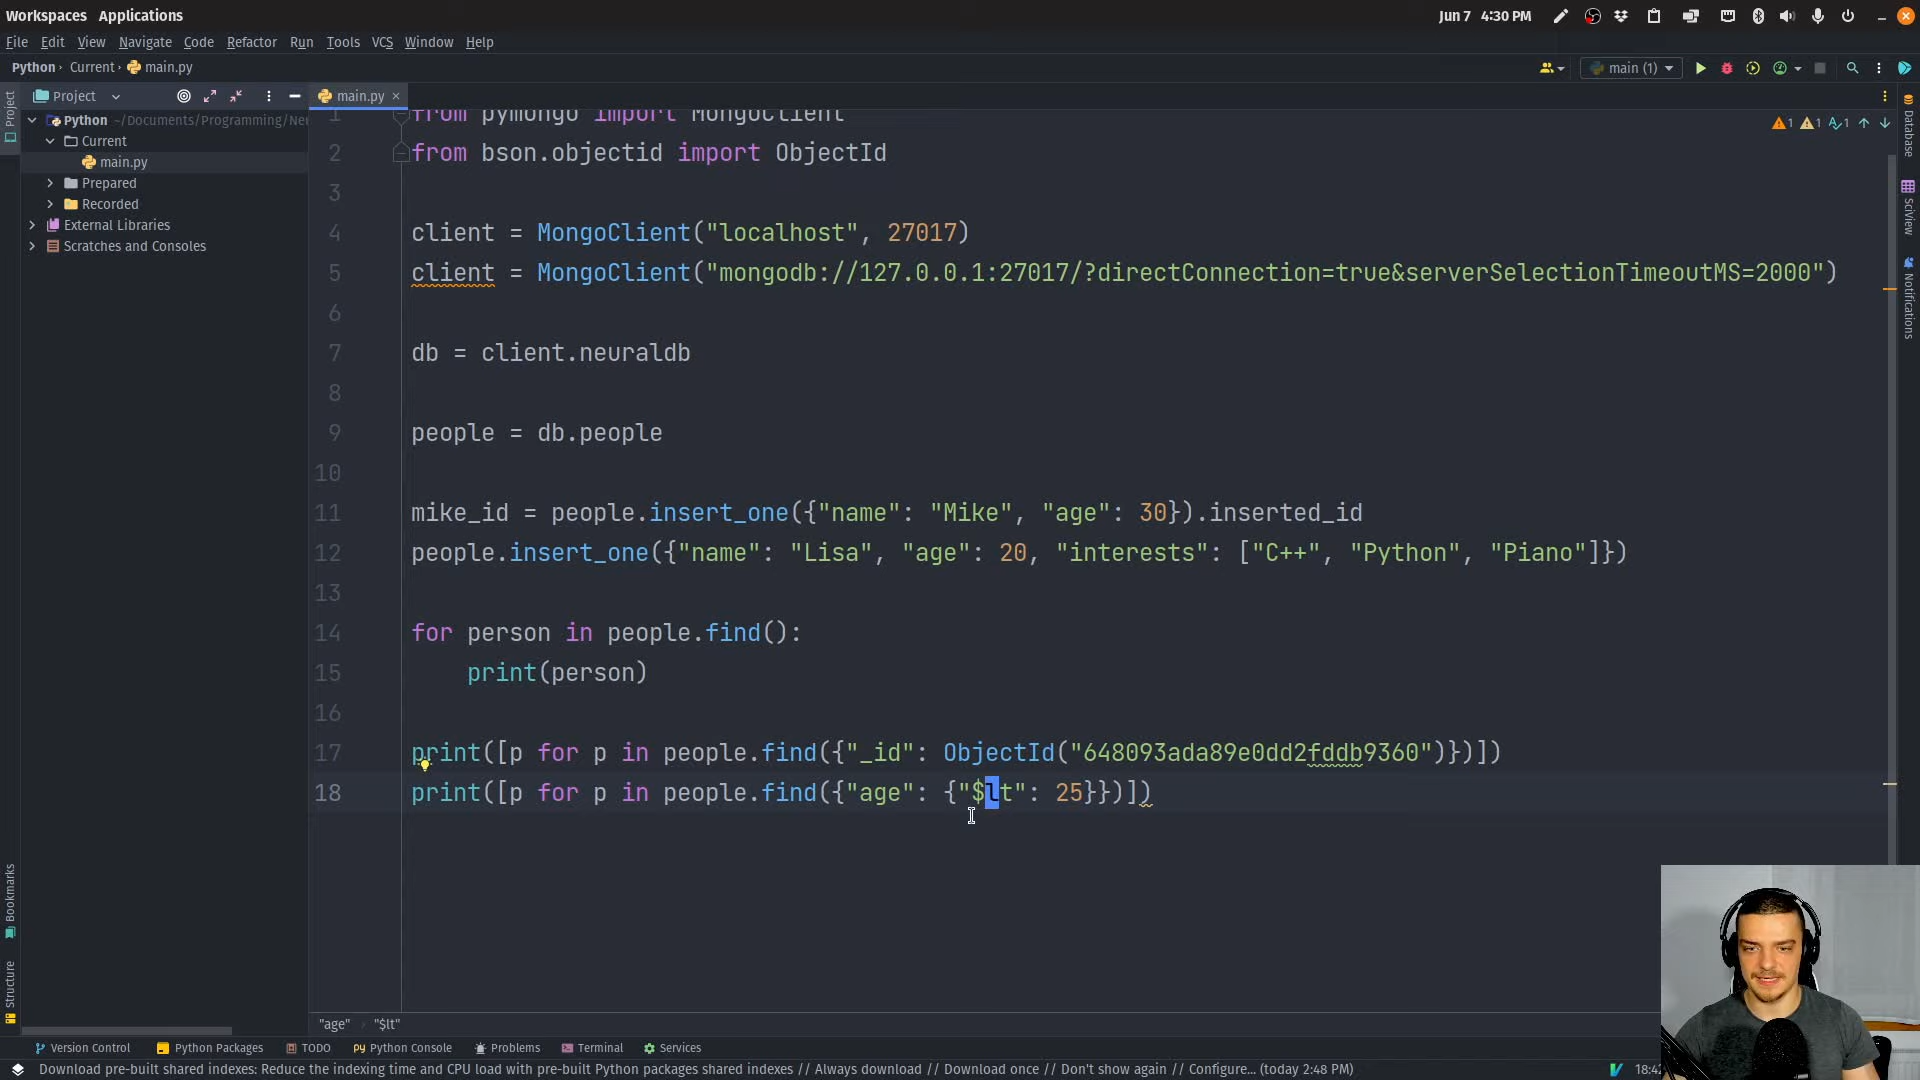 Workspaces Applications
Jun 7 4:30 PM
File Edit View Navigate Code Refactor Run Tools VCS Window Help
Python Current main.py
main (1)
Project
main.py
Python ~/Documents/Programming/Neu
Current
main.py
Prepared
Recorded
External Libraries
Scratches and Consoles
1 from pymongo import MongoClient
2 from bson.objectid import ObjectId
3
4 client = MongoClient("localhost", 27017)
5 client = MongoClient("mongodb://127.0.0.1:27017/?directConnection=true&serverSelectionTimeoutMS=2000")
6
7 db = client.neuraldb
8
9 people = db.people
10
11 mike_id = people.insert_one({"name": "Mike", "age": 30}).inserted_id
12 people.insert_one({"name": "Lisa", "age": 20, "interests": ["C++", "Python", "Piano"]})
13
14 for person in people.find():
15 print(person)
16
17 print([p for p in people.find({"_id": ObjectId("648093ada89e0dd2fddb9360")})])
18 print([p for p in people.find({"age": {"$lt": 25}})])
1 1 1
Project
Bookmarks
Structure
Database
SciView
Notifications
"age" "$lt"
Version Control Python Packages TODO Python Console Problems Terminal Services
Download pre-built shared indexes: Reduce the indexing time and CPU load with pre-built Python packages shared indexes // Always download // Download once // Don't show again // Configure... (today 2:48 PM)
18:42